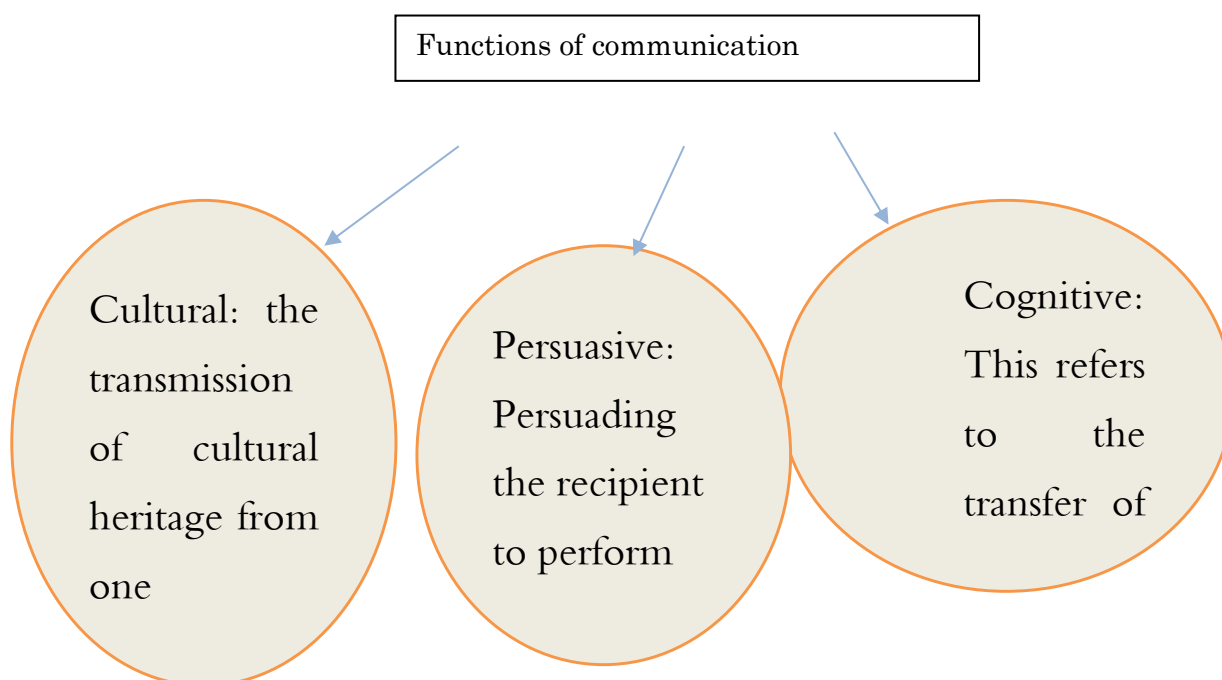 Functions of communication
Cultural: the
transmission
of cultural
heritage from
one
Persuasive:
Persuading
the recipient
to perform
Cognitive:
This refers
to the
transfer of